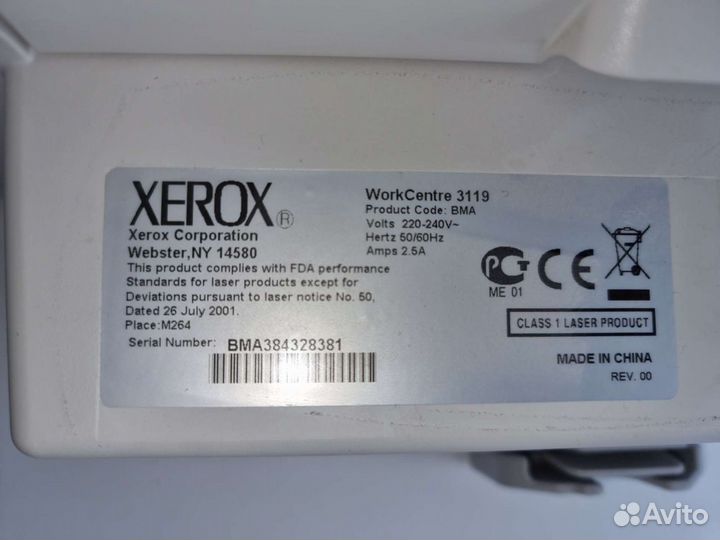 XEROX®
Xerox Corporation
Webster,NY 14580
This product complies with FDA performance
Standards for laser products except for
Deviations pursuant to laser notice No. 50,
Dated 26 July 2001.
Place:M264
Serial Number: BMA384328381
WorkCentre 3119
Product Code: BMA
Volts 220-240V~
Hertz 50/60Hz
Amps 2.5A
РСТ CE
ME 01
CLASS 1 LASER PRODUCT
MADE IN CHINA
REV. 00
Avito